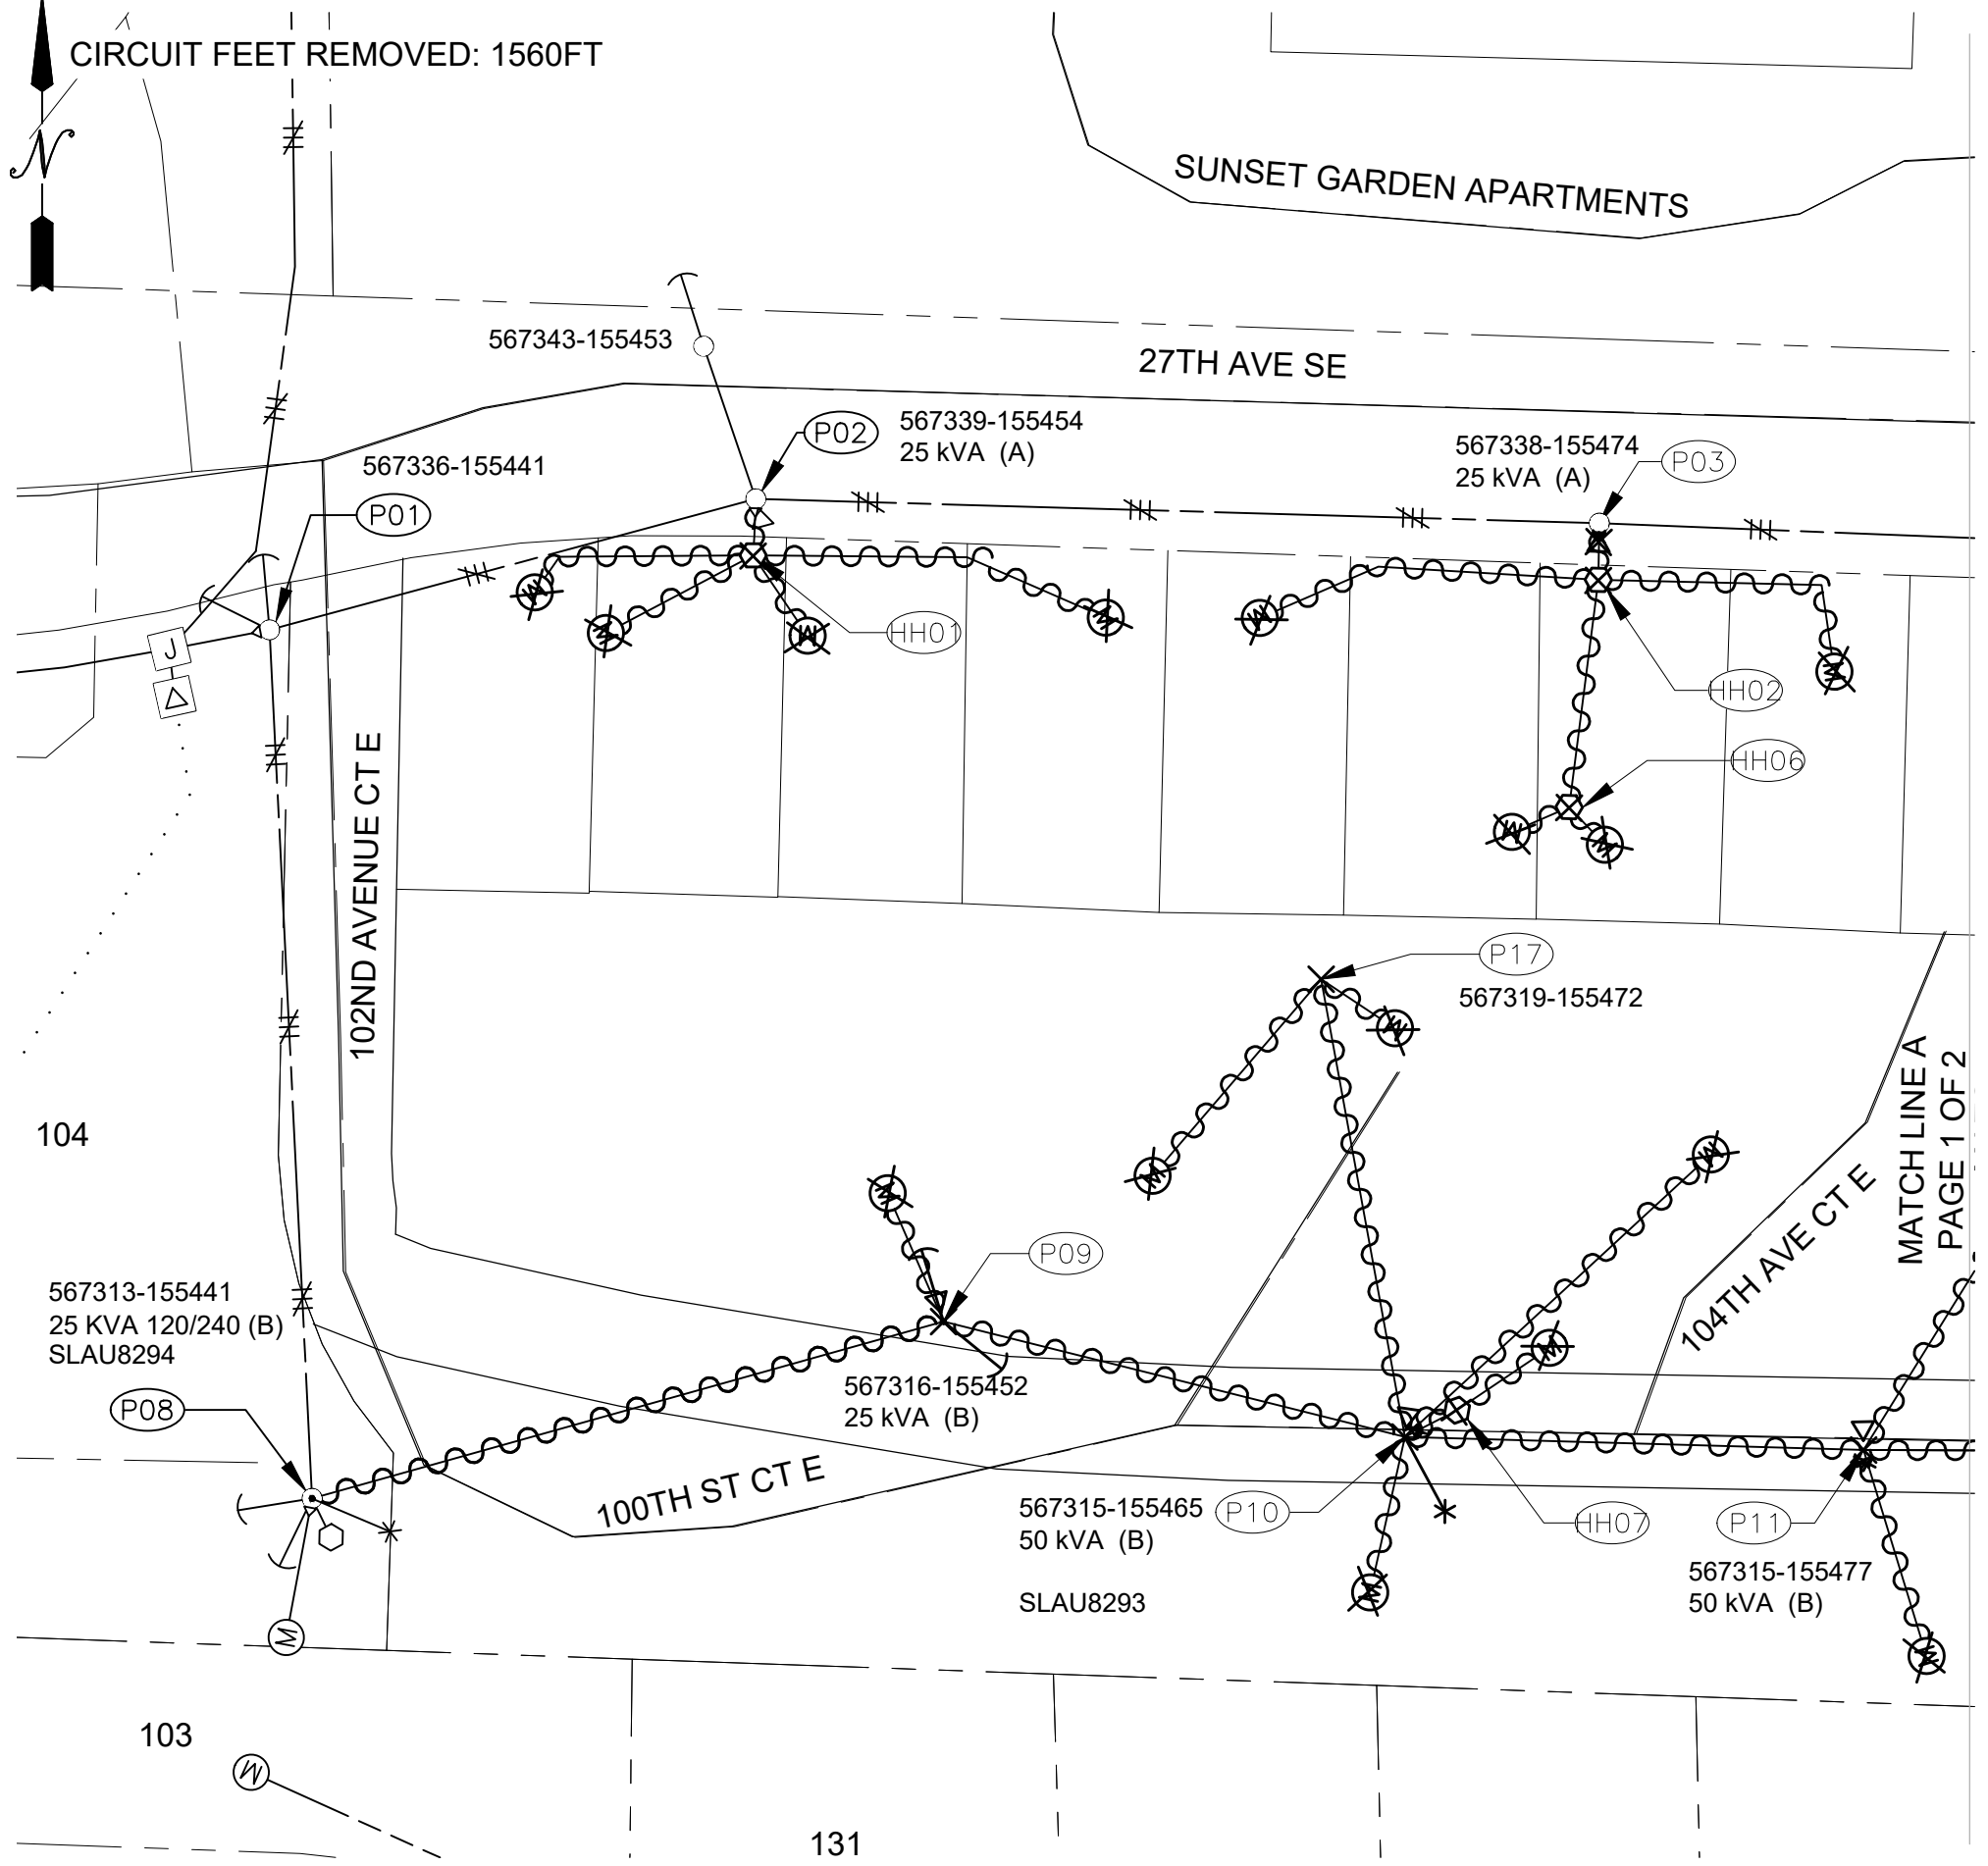 CIRCUIT FEET REMOVED: 1560FT
N
SUNSET GARDEN APARTMENTS
567343-155453
27TH AVE SE
P02
567339-155454
25 kVA (A)
567338-155474
25 kVA (A)
P03
567336-155441
P01
HH01
J
HH02
HH06
102ND AVENUE CT E
P17
567319-155472
104
MATCH LINE A
PAGE 1 OF 2
104TH AVE CT E
P09
567313-155441
25 KVA 120/240 (B)
SLAU8294
P08
567316-155452
25 kVA (B)
100TH ST CT E
567315-155465
50 kVA (B)
P10
HH07
P11
567315-155477
50 kVA (B)
SLAU8293
M
103
M
131